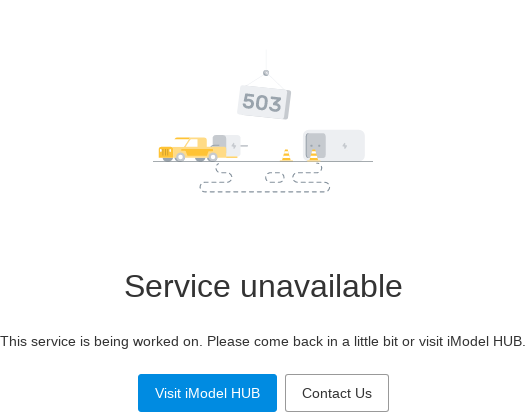 503
Service unavailable
This service is being worked on. Please come back in a little bit or visit iModel HUB.
Visit iModel HUB
Contact Us